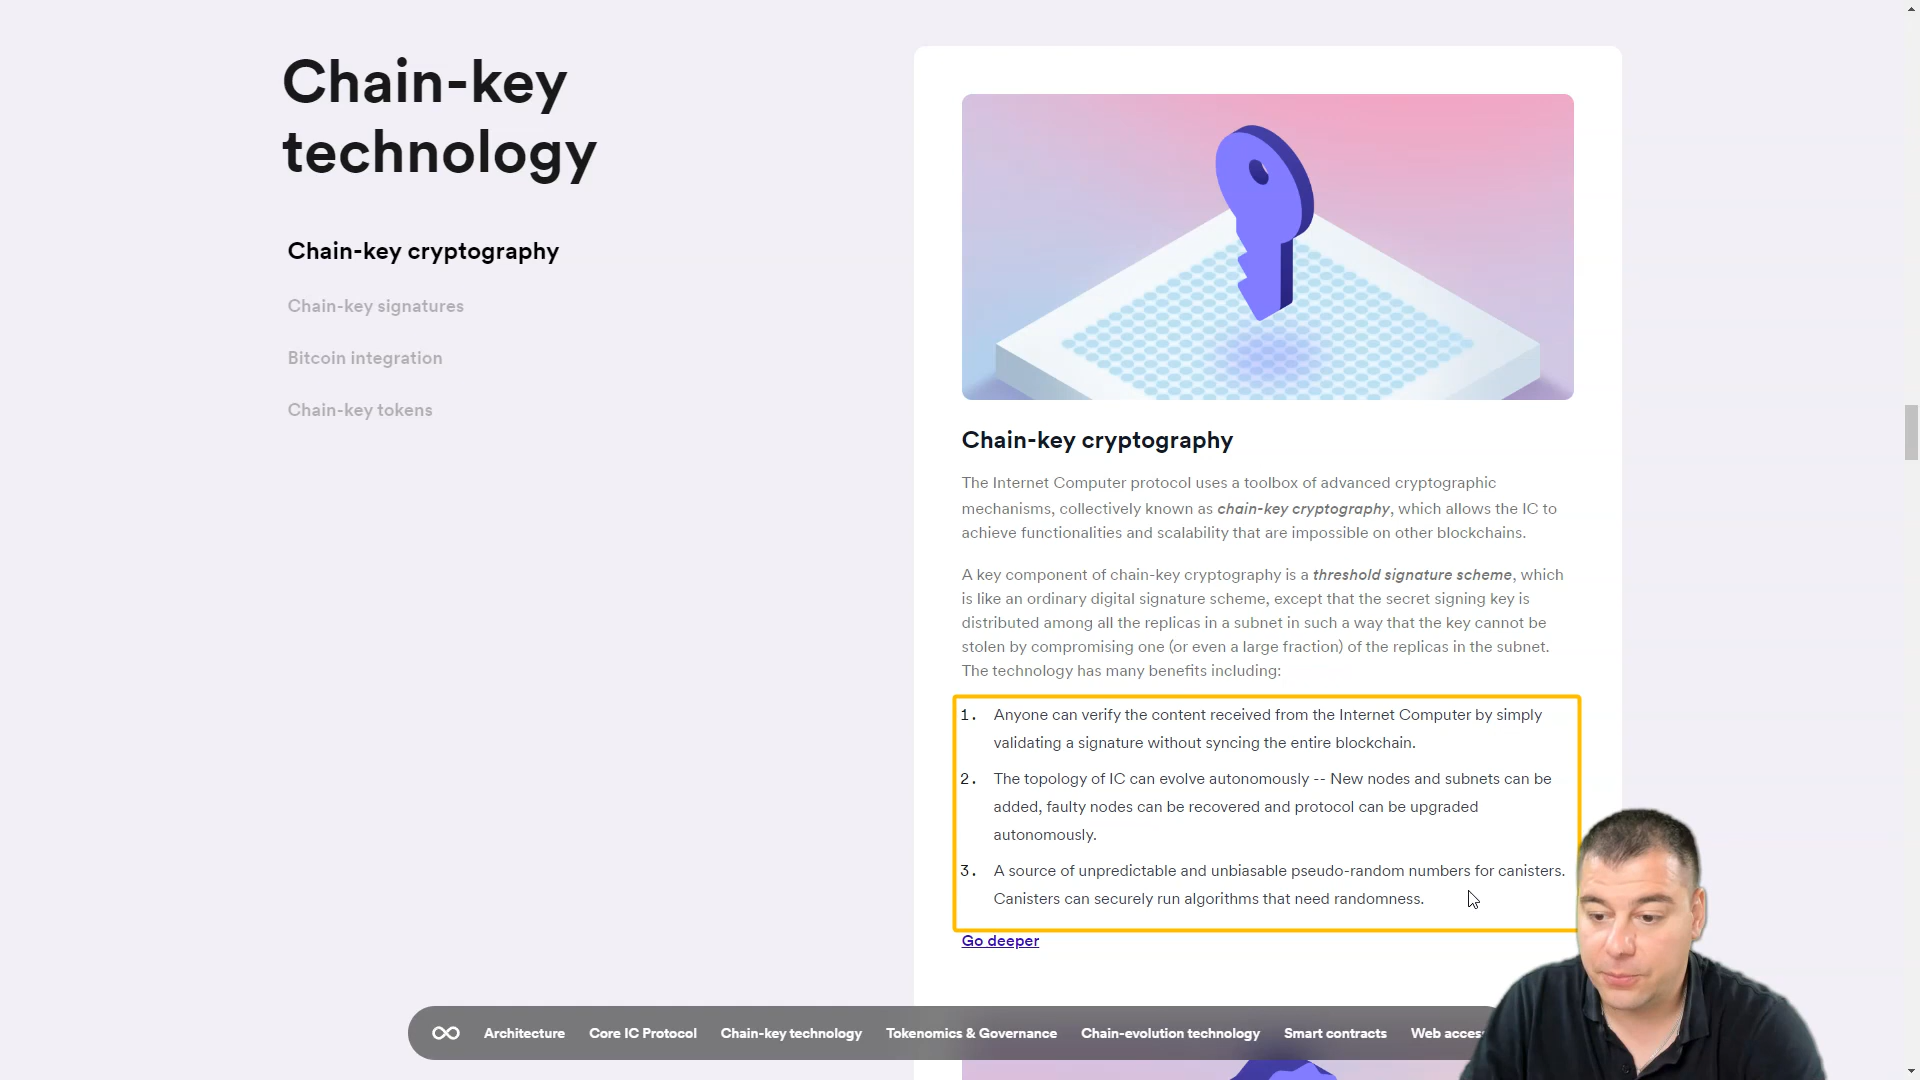 Chain-key
technology
Chain-key cryptography
Chain-key signatures
Bitcoin integration
Chain-key tokens
Chain-key cryptography
The Internet Computer protocol uses a toolbox of advanced cryptographic
mechanisms, collectively known as chain-key cryptography, which allows the IC to
achieve functionalities and scalability that are impossible on other blockchains.
A key component of chain-key cryptography is a threshold signature scheme, which
is like an ordinary digital signature scheme, except that the secret signing key is
distributed among all the replicas in a subnet in such a way that the key cannot be
stolen by compromising one (or even a large fraction) of the replicas in the subnet.
The technology has many benefits including:
1. Anyone can verify the content received from the Internet Computer by simply
validating a signature without syncing the entire blockchain.
2. The topology of IC can evolve autonomously -- New nodes and subnets can be
added, faulty nodes can be recovered and protocol can be upgraded
autonomously.
3. A source of unpredictable and unbiasable pseudo-random numbers for canisters.
Canisters can securely run algorithms that need randomness.
Go deeper
Architecture Core IC Protocol Chain-key technology Tokenomics & Governance Chain-evolution technology Smart contracts Web access